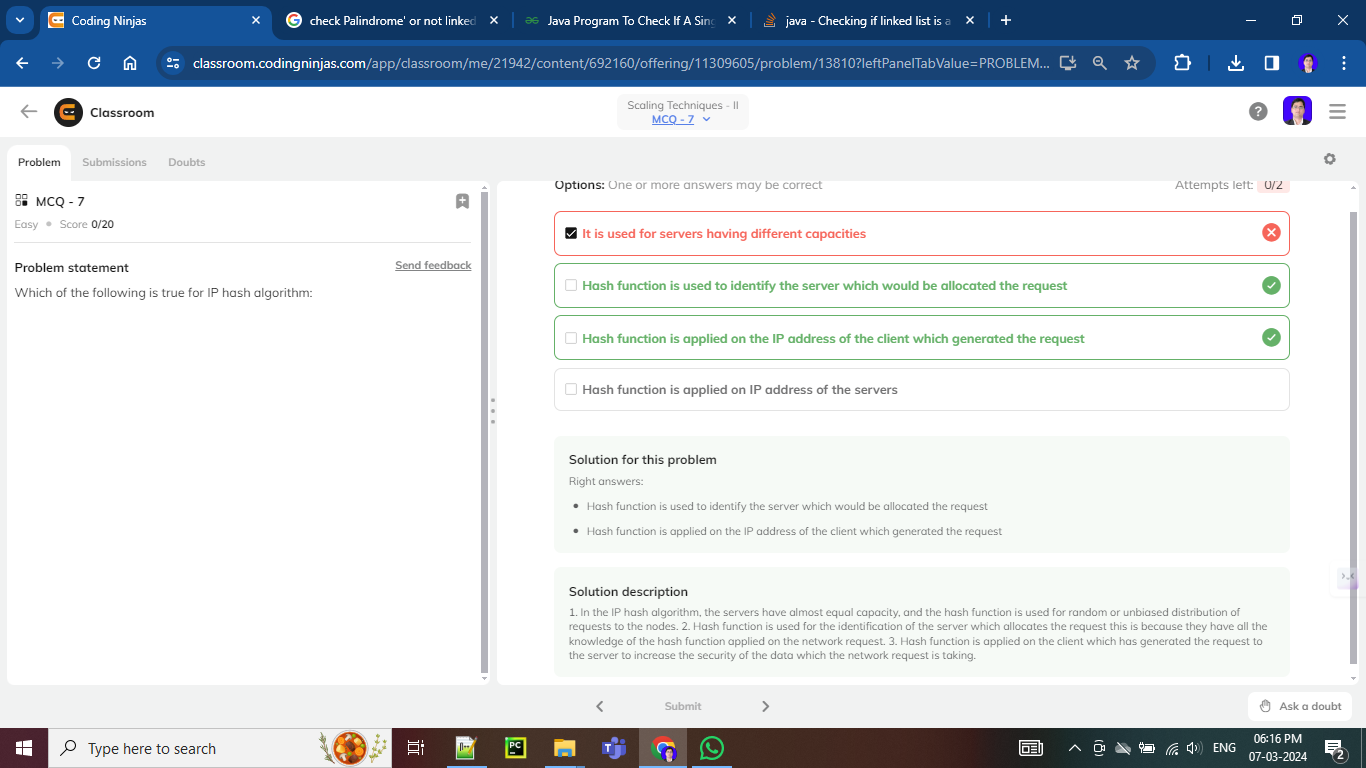 Coding Ninjas
check Palindrome' or not linked
Java Program To Check If A Sing
java - Checking if linked list is a
classroom.codingninjas.com/app/classroom/me/21942/content/692160/offering/11309605/problem/13810?leftPanelTabValue=PROBLEM...
Classroom
Scaling Techniques - II
MCQ - 7
Problem
Submissions
Doubts
MCQ - 7
Easy
Score 0/20
Problem statement
Send feedback
Which of the following is true for IP hash algorithm:
Options: One or more answers may be correct
Attempts left: 0/2
It is used for servers having different capacities
Hash function is used to identify the server which would be allocated the request
Hash function is applied on the IP address of the client which generated the request
Hash function is applied on IP address of the servers
Solution for this problem
Right answers:
Hash function is used to identify the server which would be allocated the request
Hash function is applied on the IP address of the client which generated the request
Solution description
1. In the IP hash algorithm, the servers have almost equal capacity, and the hash function is used for random or unbiased distribution of
requests to the nodes. 2. Hash function is used for the identification of the server which allocates the request this is because they have all the
knowledge of the hash function applied on the network request. 3. Hash function is applied on the client which has generated the request to
the server to increase the security of the data which the network request is taking.
Submit
Ask a doubt
Type here to search
PC
ENG
06:16 PM
07-03-2024
2